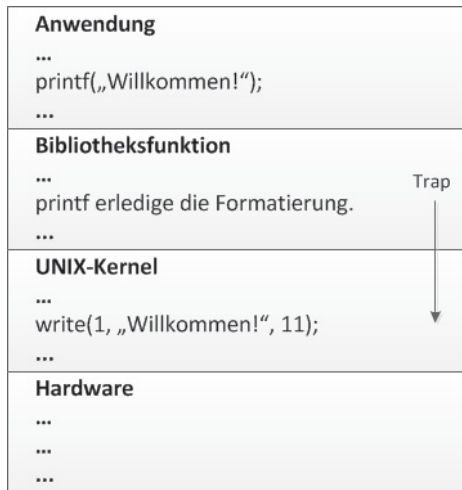 Anwendung
...
printf(„Willkommen!“);
...
Bibliotheksfunktion
...
Trap
printf erledige die Formatierung.
...
UNIX-Kernel
...
write(1, „Willkommen!“, 11);
...
Hardware
...
...
...